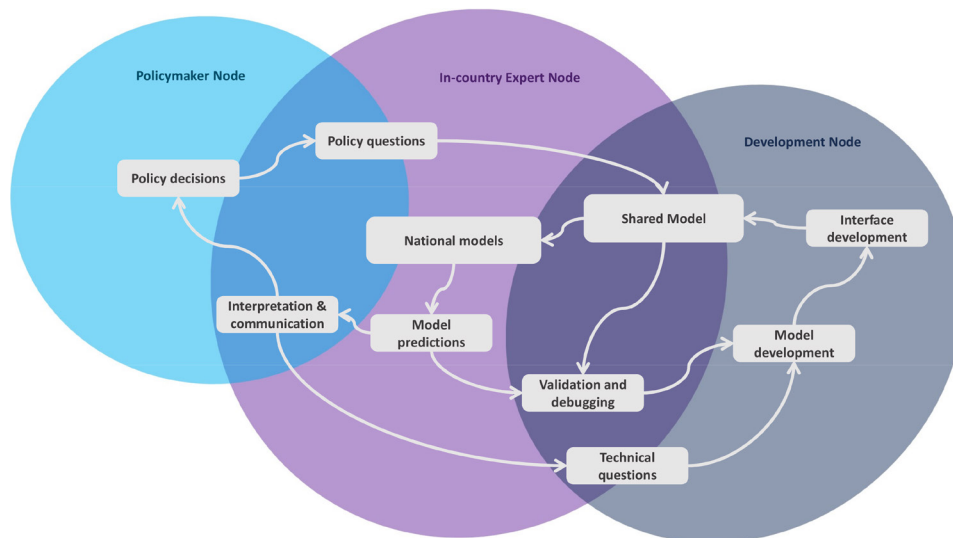 Policymaker Node
In-country Expert Node
Development Node
Policy questions
Policy decisions
Shared Model
Interface
development
National models
Interpretation &
communication
Model
predictions
Model
development
Validation and
debugging
Technical
questions